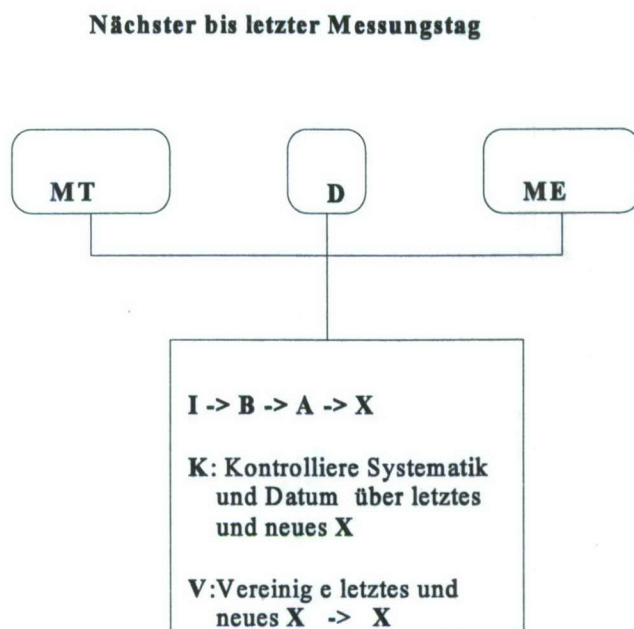 Nächster bis letzter Messungstag
MT D ME
I -> B -> A -> X
K: Kontrolliere Systematik
und Datum über letztes
und neues X
V:Vereinig e letztes und
neues X -> X